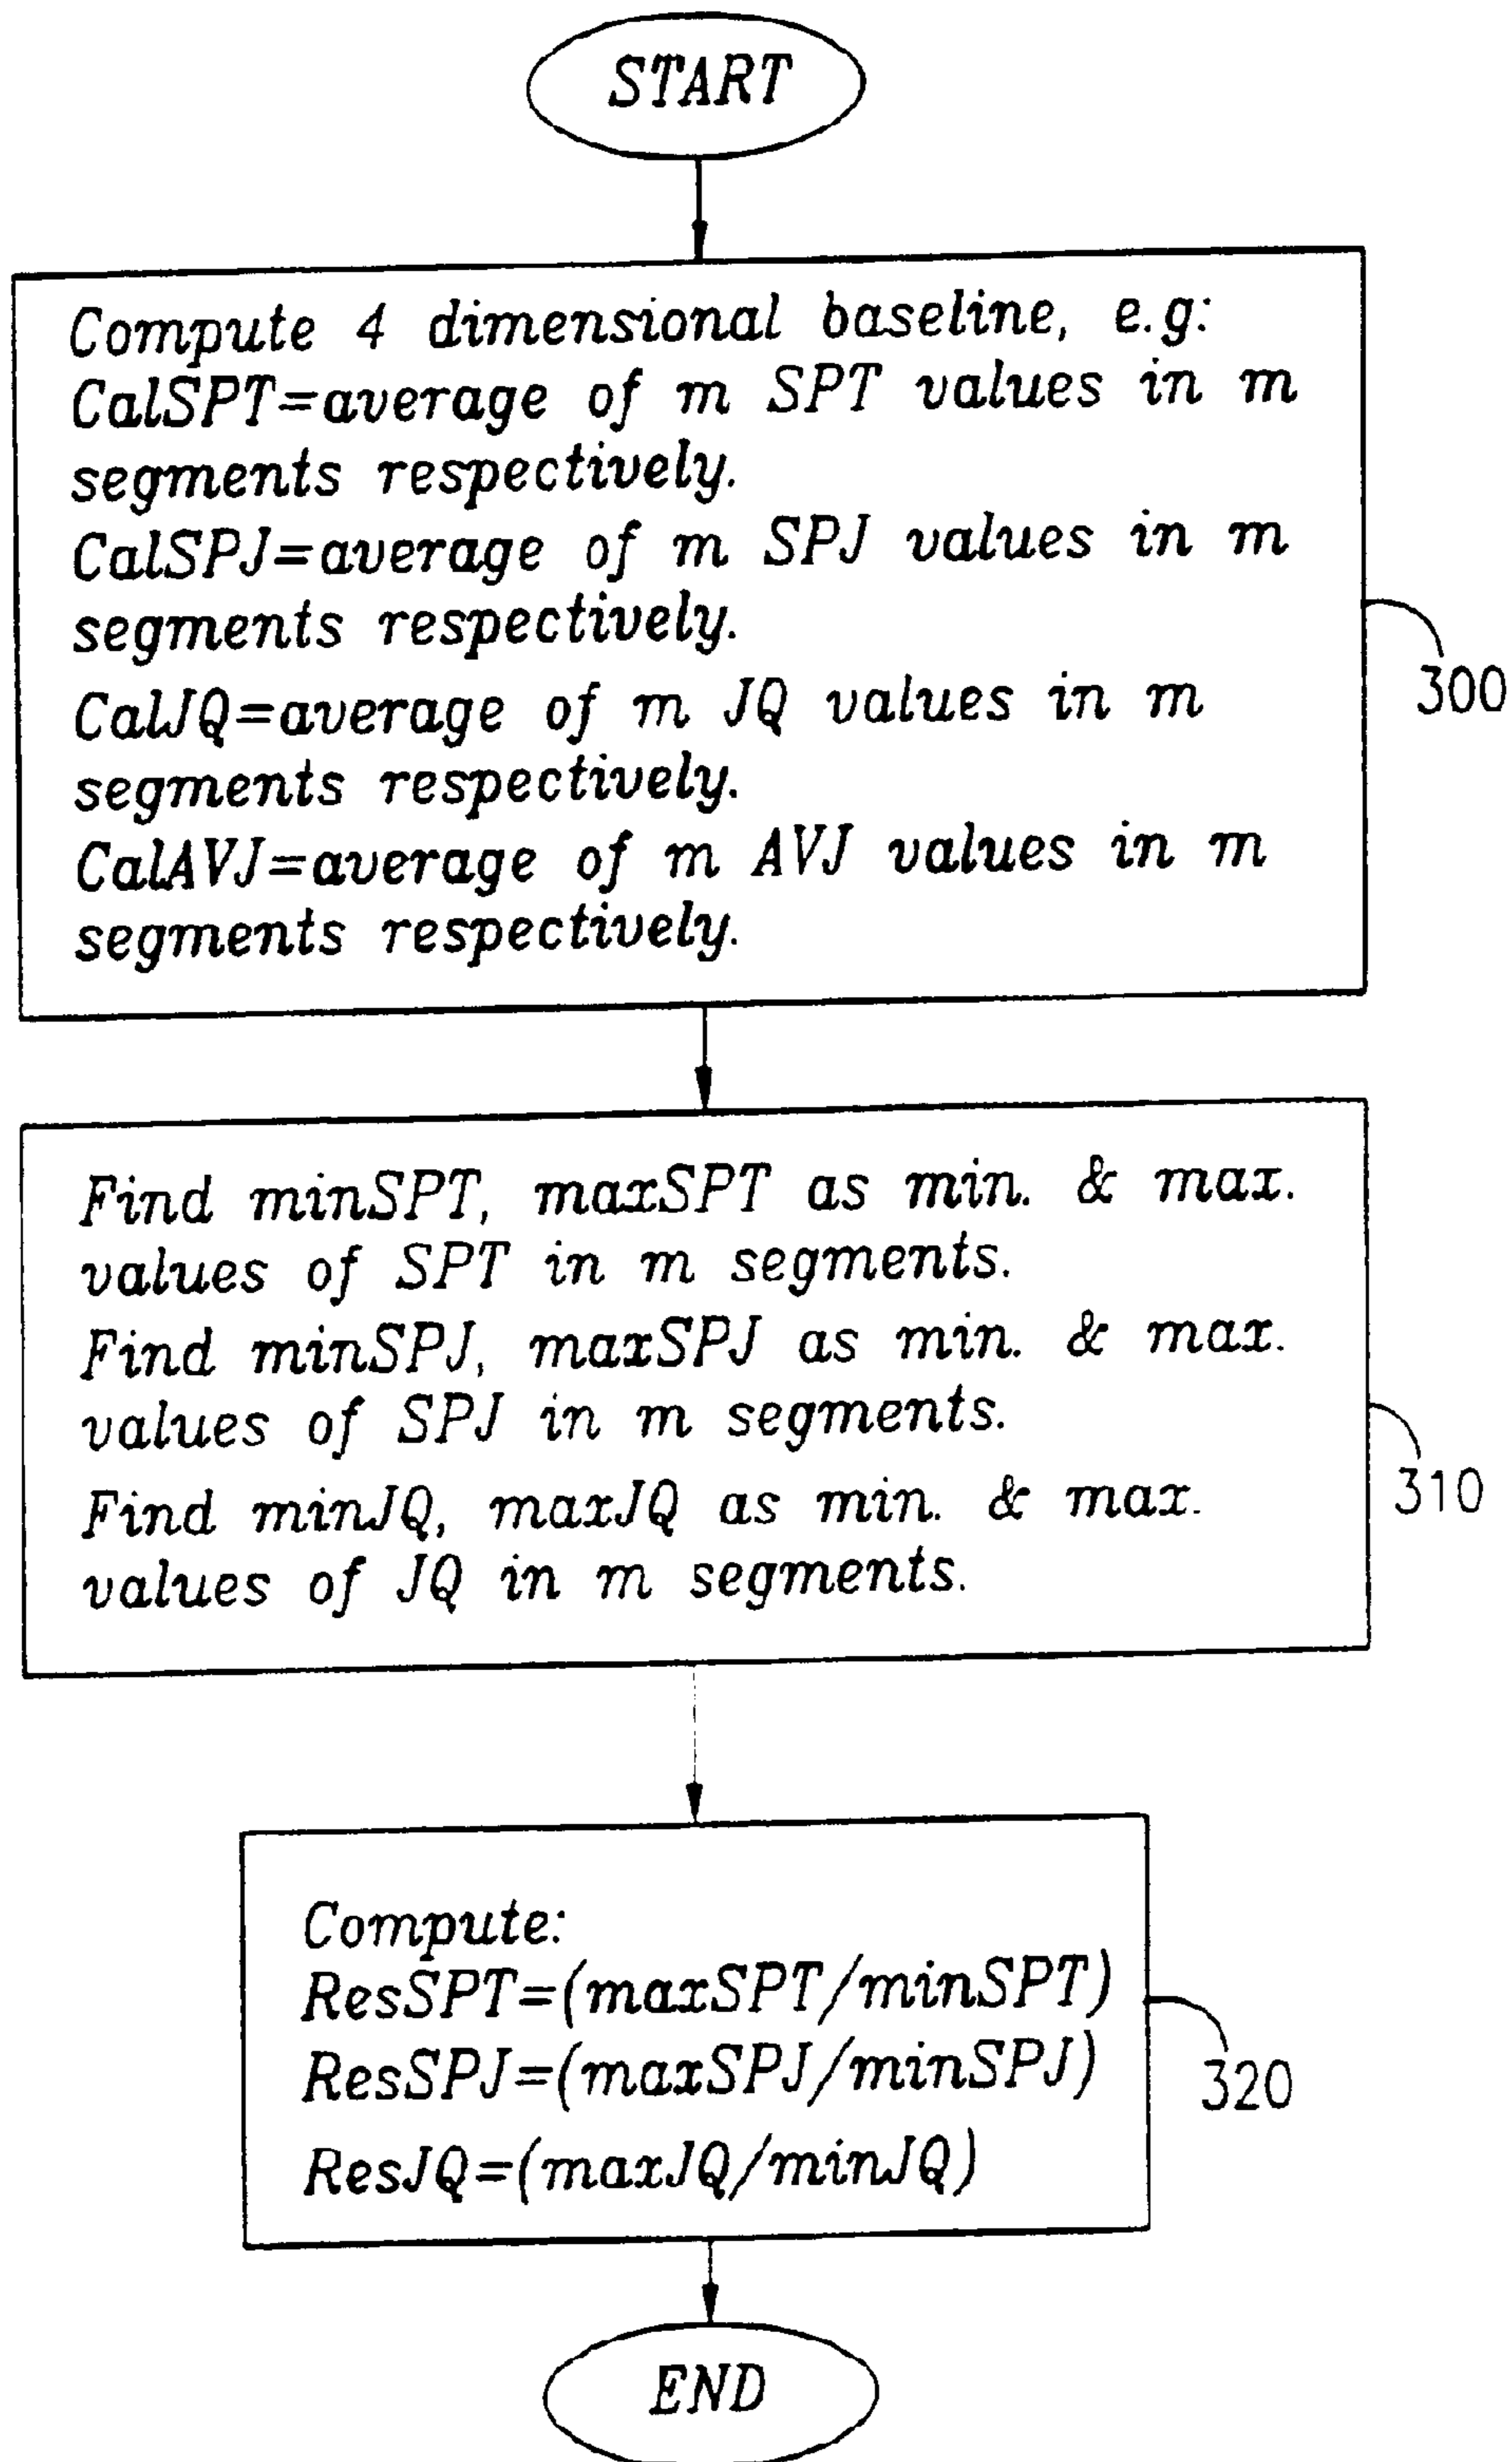 START
Compute 4 dimensional baseline, e.g:
CalSPT=average of m SPT values in m
segments respectively.
CalSPJ=average of m SPJ values in m
segments respectively.
CalJQ=average of m JQ values in m
segments respectively.
CalAVJ=average of m AVJ values in m
segments respectively.
300
Find minSPT, maxSPT as min. & max.
values of SPT in m segments.
Find minSPJ, maxSPJ as min. & max.
values of SPJ in m segments.
Find minJQ, maxJQ as min. & max.
values of JQ in m segments.
310
Compute:
ResSPT=(maxSPT/minSPT)
ResSPJ=(maxSPJ/minSPJ)
ResJQ=(maxJQ/minJQ)
320
END